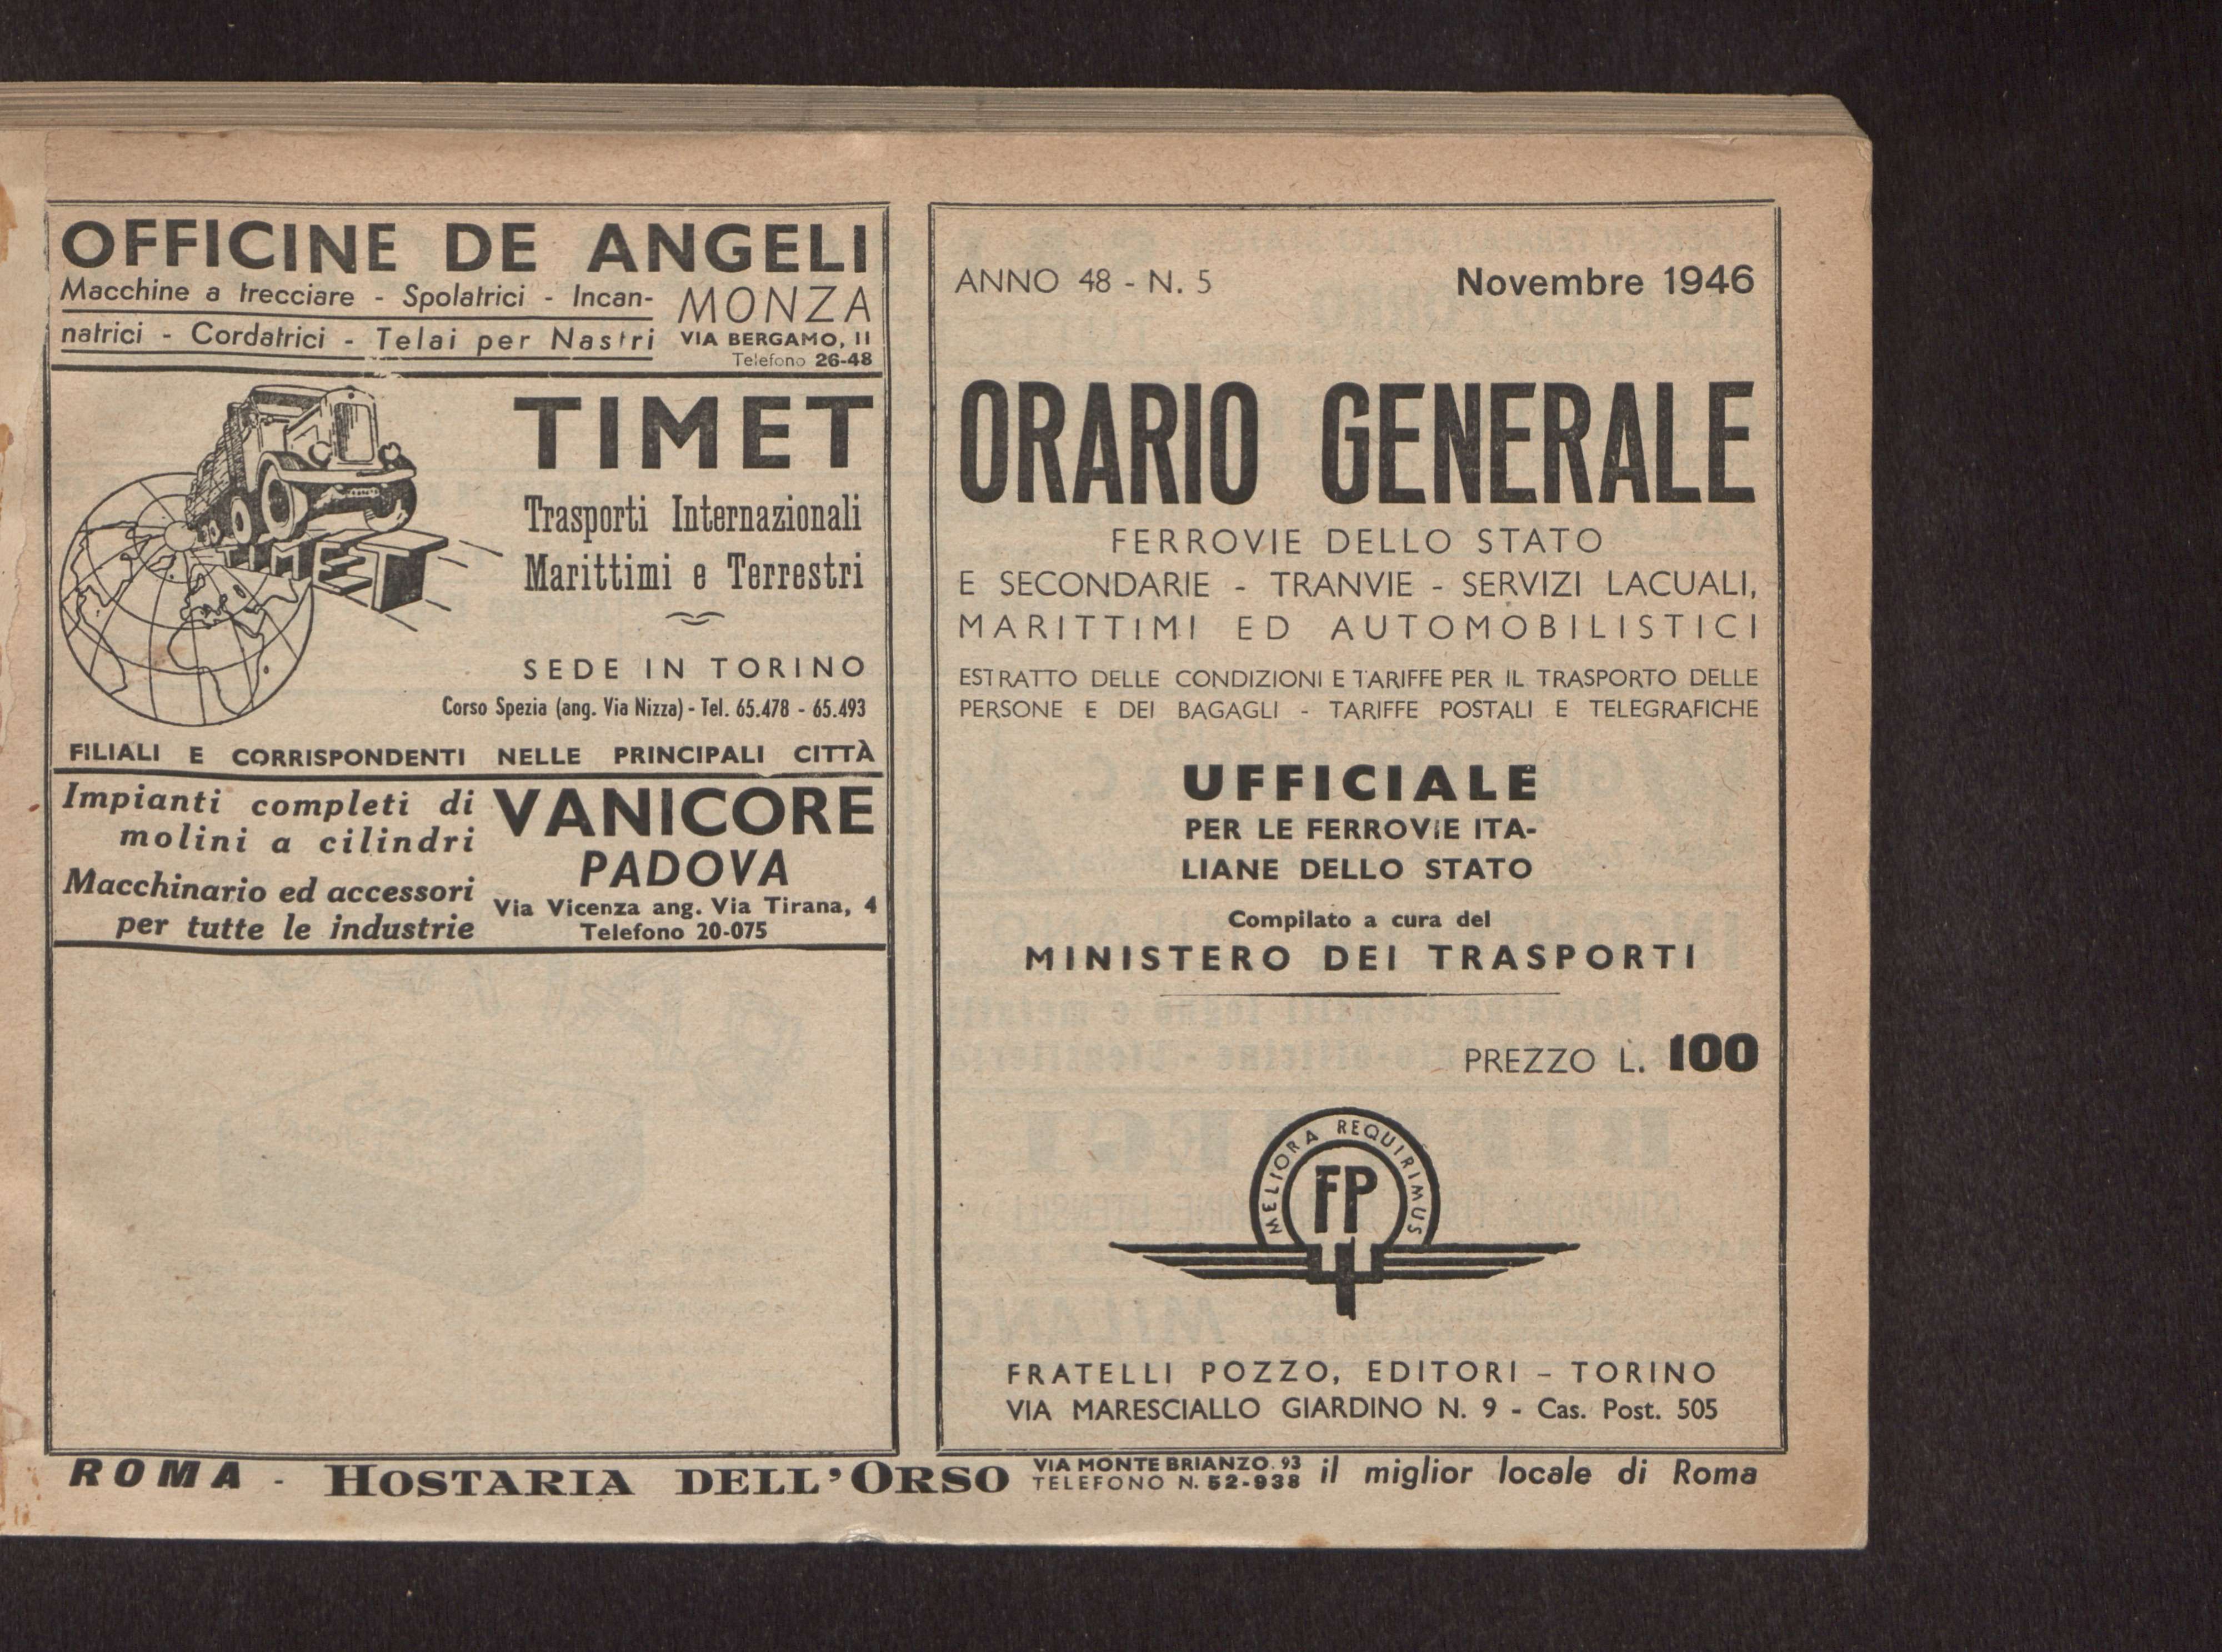 OFFICINE DE ANGELI
Macchine a trecciare - Spolatrici - Incan-
natrici - Cordatrici - Telai per Nastri
MONZA
VIA BERGAMO, 11
Telefono 26-48
TIMET
TIMET
Trasporti Internazionali
Marittimi e Terrestri
SEDE IN TORINO
Corso Spezia (ang. Via Nizza) - Tel. 65.478 - 65.493
FILIALI E CORRISPONDENTI NELLE PRINCIPALI CITTÀ
Impianti completi di
molini a cilindri
Macchinario ed accessori
per tutte le industrie
VANICORE
PADOVA
Via Vicenza ang. Via Tirana, 4
Telefono 20-075
ANNO 48 - N. 5
Novembre 1946
ORARIO GENERALE
FERROVIE DELLO STATO
E SECONDARIE - TRANVIE - SERVIZI LACUALI,
MARITTIMI ED AUTOMOBILISTICI
ESTRATTO DELLE CONDIZIONI E TARIFFE PER IL TRASPORTO DELLE
PERSONE E DEI BAGAGLI - TARIFFE POSTALI E TELEGRAFICHE
UFFICIALE
PER LE FERROVIE ITA-
LIANE DELLO STATO
Compilato a cura del
MINISTERO DEI TRASPORTI
PREZZO L. 100
MELIORA REQUIRIMUS
FP
FRATELLI POZZO, EDITORI - TORINO
VIA MARESCIALLO GIARDINO N. 9 - Cas. Post. 505
ROMA - HOSTARIA DELL'ORSO
VIA MONTE BRIANZO. 93
TELEFONO N. 52-938
il miglior locale di Roma